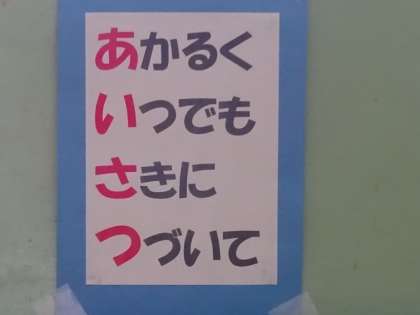 あかるく
いつでも
さきに
つづいて